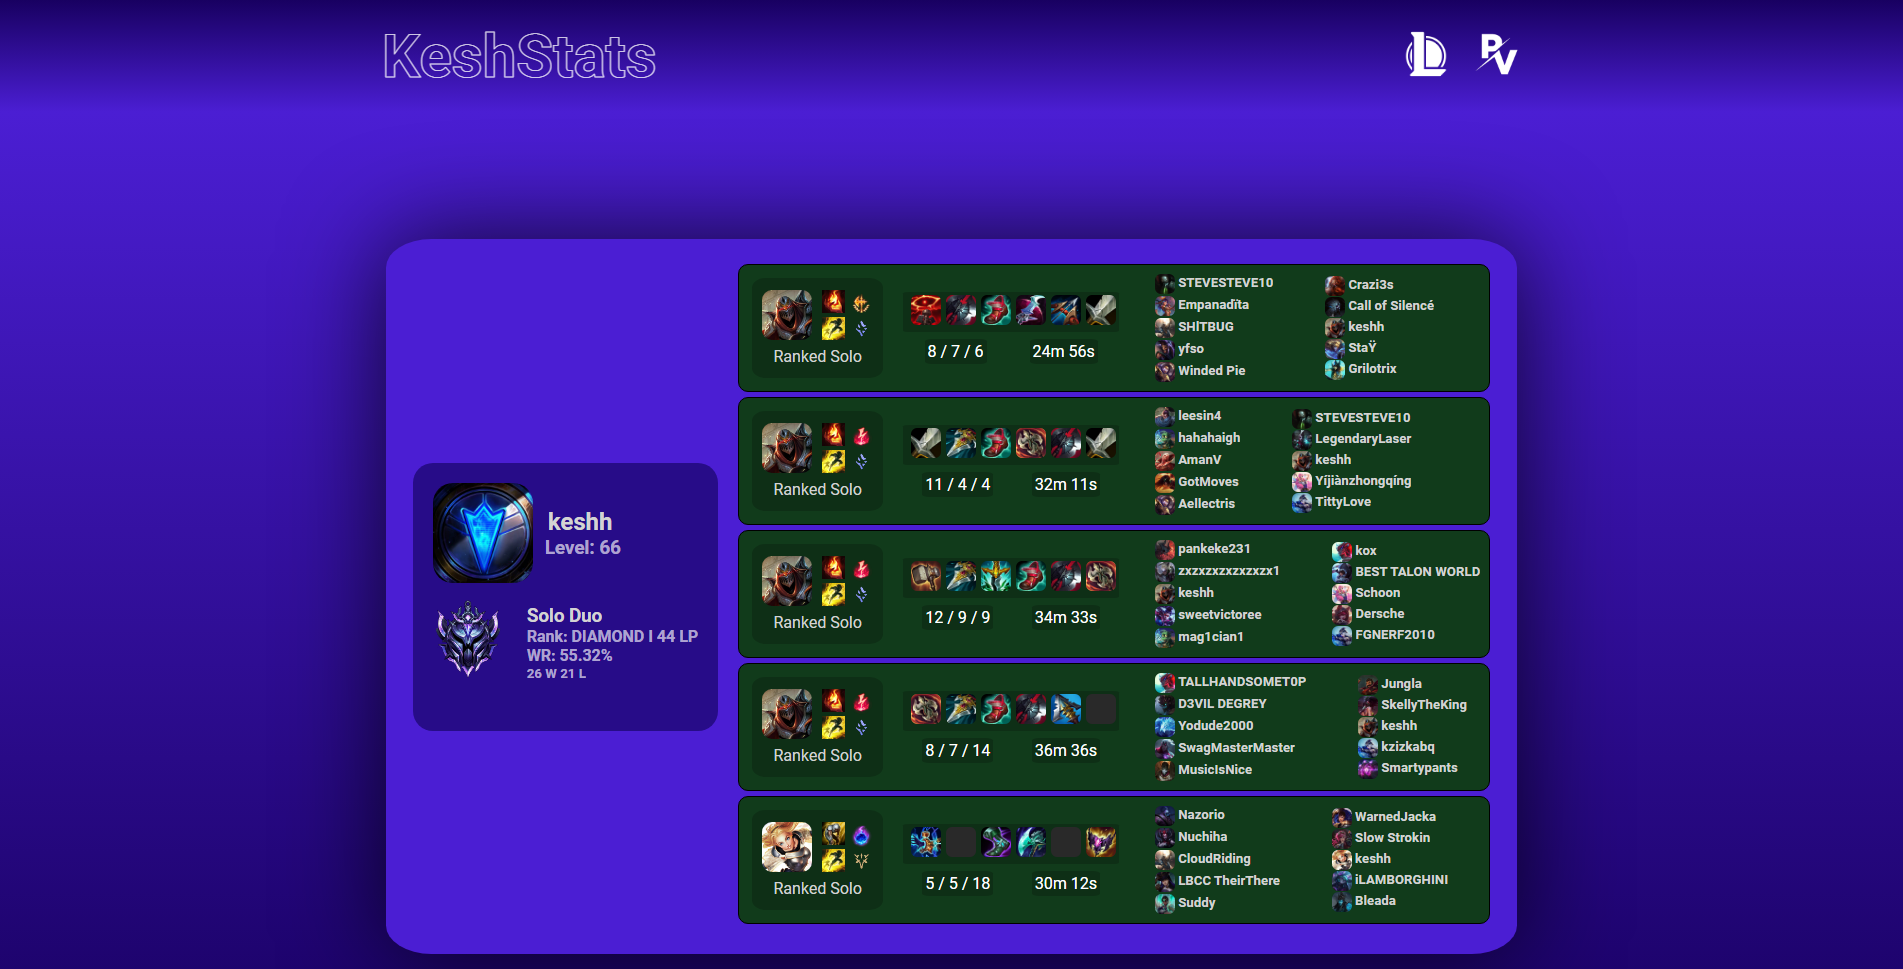 KeshStats
keshh
Level: 66
Solo Duo
Rank: DIAMOND I 44 LP
WR: 55.32%
26 W 21 L
Ranked Solo
8 / 7 / 6
24m 56s
STEVESTEVE10
Empanadïta
SHlTBUG
yfso
Winded Pie
Crazi3s
Call of Silencé
keshh
StaŸ
Grilotrix
Ranked Solo
11 / 4 / 4
32m 11s
leesin4
hahahaigh
AmanV
GotMoves
Aellectris
STEVESTEVE10
LegendaryLaser
keshh
Yíjiànzhongqíng
TittyLove
Ranked Solo
12 / 9 / 9
34m 33s
pankeke231
zxzxzxzxzxzxzx1
keshh
sweetvictoree
mag1cian1
kox
BEST TALON WORLD
Schoon
Dersche
FGNERF2010
Ranked Solo
8 / 7 / 14
36m 36s
TALLHANDSOMET0P
D3VIL DEGREY
Yodude2000
SwagMasterMaster
MusicIsNice
Jungla
SkellyTheKing
keshh
kzizkabq
Smartypants
Ranked Solo
5 / 5 / 18
30m 12s
Nazorio
Nuchiha
CloudRiding
LBCC TheirThere
Suddy
WarnedJacka
Slow Strokin
keshh
iLAMBORGHINI
Bleada